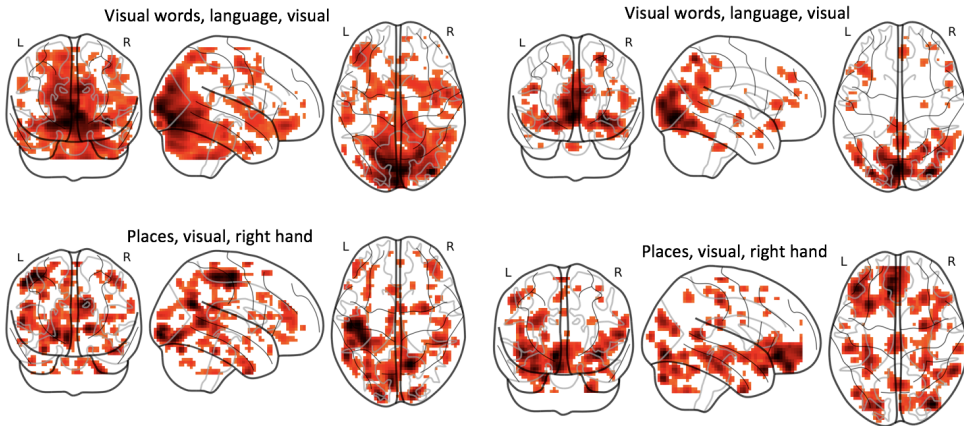 Visual words, language, visual
L R
Visual words, language, visual
L R
L R
L R
Places, visual, right hand
L R
L R
Places, visual, right hand
L R
L R